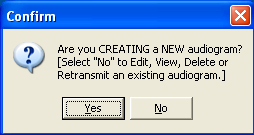 Confirm
Are you CREATING a NEW audiogram?
[Select "No" to Edit, View, Delete or
Retransmit an existing audiogram.]
Yes
No